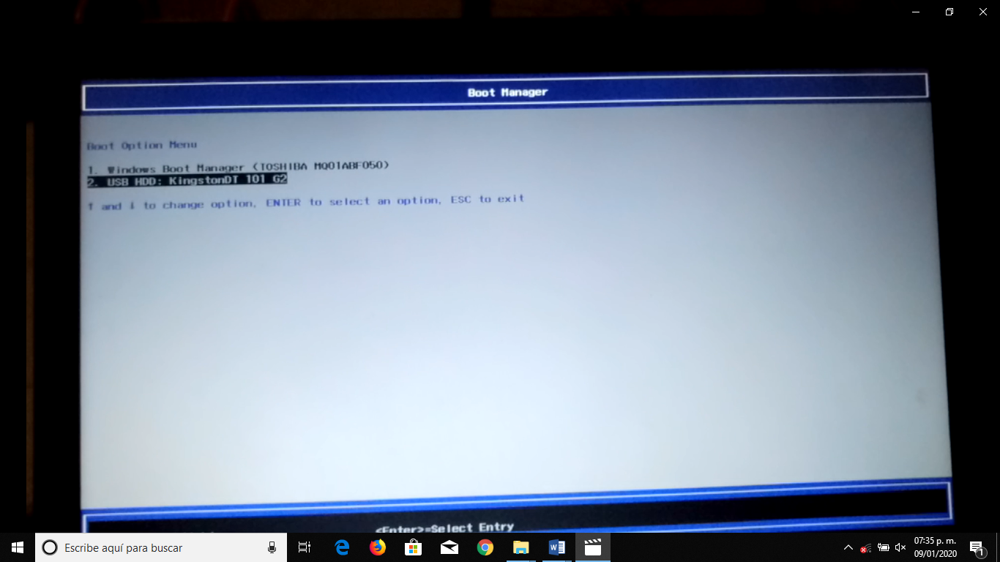 Boot Manager
Boot Option Menu
1. Windows Boot Manager (TOSHIBA MQ01ABF050)
2. USB HDD: KingstonDT 101 G2
↑ and ↓ to change option, ENTER to select an option, ESC to exit
<Enter>=Select Entry
Escribe aquí para buscar
07:35 p. m.
09/01/2020
1